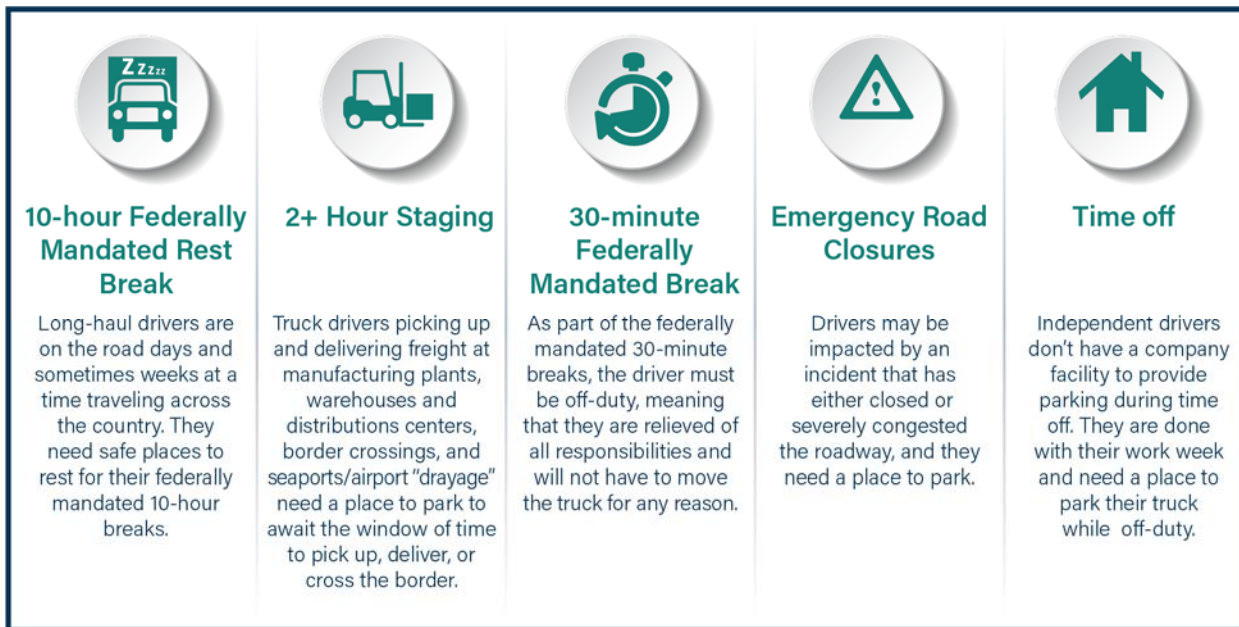 Zzzzz
10-hour Federally
Mandated Rest
Break
Long-haul drivers are
on the road days and
sometimes weeks at a
time traveling across
the country. They
need safe places to
rest for their federally
mandated 10-hour
breaks.
2+ Hour Staging
Truck drivers picking up
and delivering freight at
manufacturing plants,
warehouses and
distributions centers,
border crossings, and
seaports/airport “drayage”
need a place to park to
await the window of time
to pick up, deliver, or
cross the border.
30-minute
Federally
Mandated Break
As part of the federally
mandated 30-minute
breaks, the driver must
be off-duty, meaning
that they are relieved of
all responsibilities and
will not have to move
the truck for any reason.
!
Emergency Road
Closures
Drivers may be
impacted by an
incident that has
either closed or
severely congested
the roadway, and they
need a place to park.
Time off
Independent drivers
don’t have a company
facility to provide
parking during time
off. They are done
with their work week
and need a place to
park their truck
while off-duty.